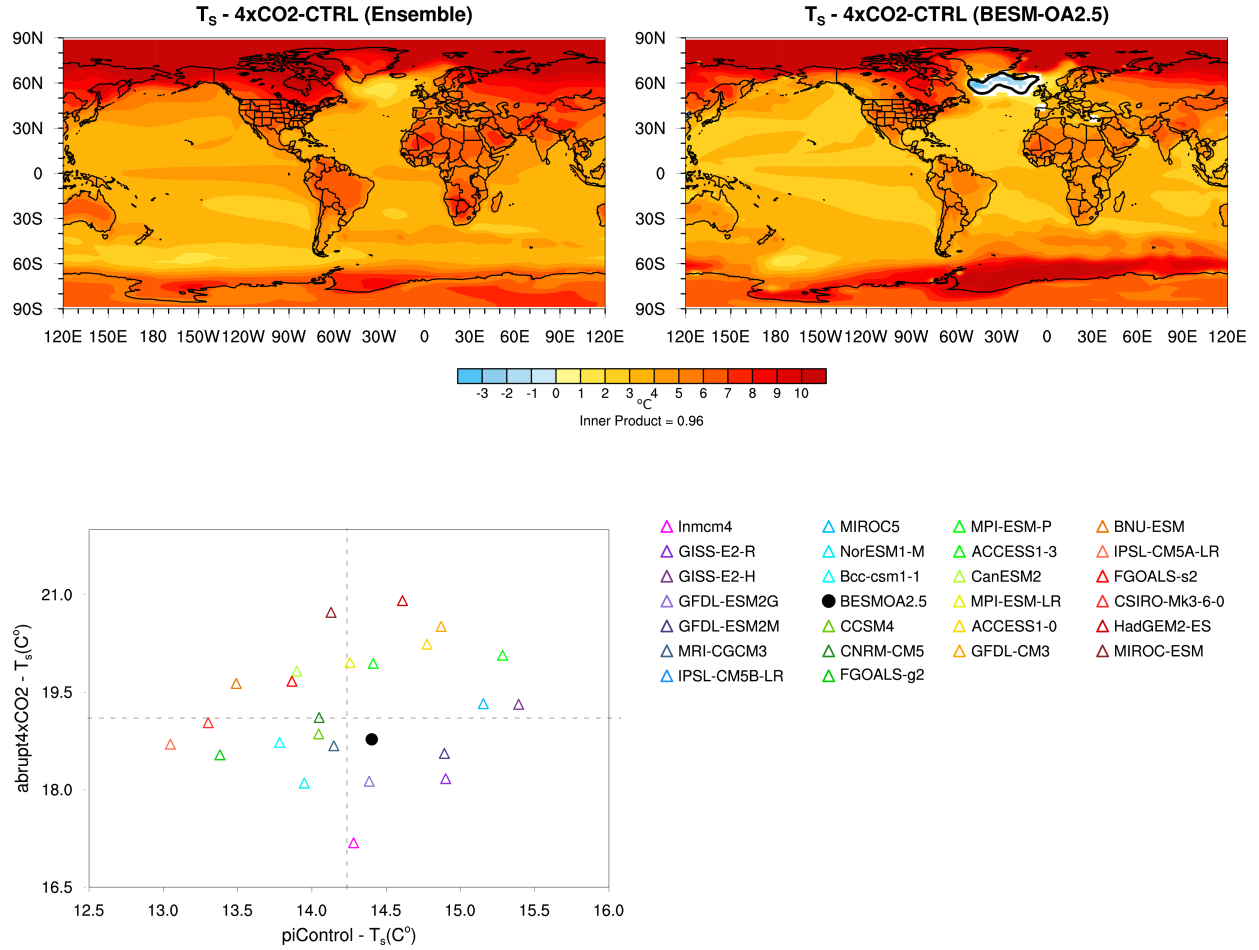 T_S - 4xCO2-CTRL (Ensemble)
T_S - 4xCO2-CTRL (BESM-OA2.5)
90N
60N
30N
0
30S
60S
90S
120E 150E 180 150W 120W 90W 60W 30W 0 30E 60E 90E 120E
90N
60N
30N
0
30S
60S
90S
120E 150E 180 150W 120W 90W 60W 30W 0 30E 60E 90E 120E
-3 -2 -1 0 1 2 3 4 5 6 7 8 9 10
°C
Inner Product = 0.96
abrupt4xCO2 - T_s(C°)
21.0
19.5
18.0
16.5
12.5 13.0 13.5 14.0 14.5 15.0 15.5 16.0
piControl - T_s(C°)
Inmcm4
GISS-E2-R
GISS-E2-H
GFDL-ESM2G
GFDL-ESM2M
MRI-CGCM3
IPSL-CM5B-LR
MIROC5
NorESM1-M
Bcc-csm1-1
BESMOA2.5
CCSM4
CNRM-CM5
FGOALS-g2
MPI-ESM-P
ACCESS1-3
CanESM2
MPI-ESM-LR
ACCESS1-0
GFDL-CM3
BNU-ESM
IPSL-CM5A-LR
FGOALS-s2
CSIRO-Mk3-6-0
HadGEM2-ES
MIROC-ESM